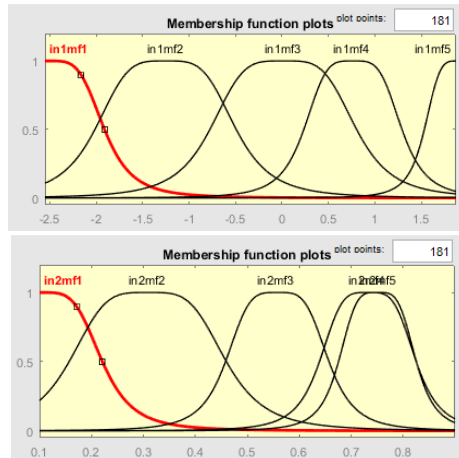 Membership function plots plot points: 181
in1mf1 in1mf2 in1mf3 in1mf4 in1mf5
1
0.5
0
-2.5 -2 -1.5 -1 -0.5 0 0.5 1 1.5
Membership function plots plot points: 181
in2mf1 in2mf2 in2mf3 in2mf5
1
0.5
0
0.1 0.2 0.3 0.4 0.5 0.6 0.7 0.8